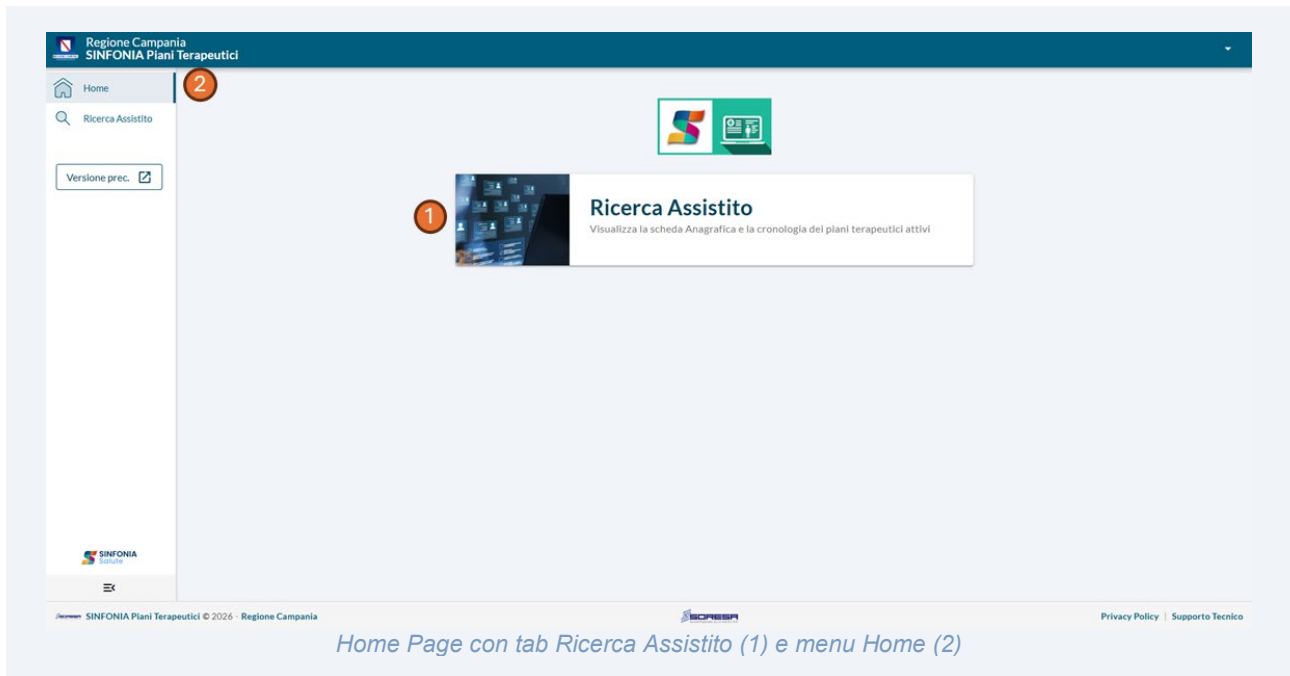 Regione Campania
SINFONIA Piani Terapeutici
Home
2
Ricerca Assistito
Versione prec.
1
Ricerca Assistito
Visualizza la scheda Anagrafica e la cronologia dei piani terapeutici attivi
SINFONIA
Salute
SINFONIA Piani Terapeutici © 2026 - Regione Campania
SORESA
Privacy Policy | Supporto Tecnico
Home Page con tab Ricerca Assistito (1) e menu Home (2)